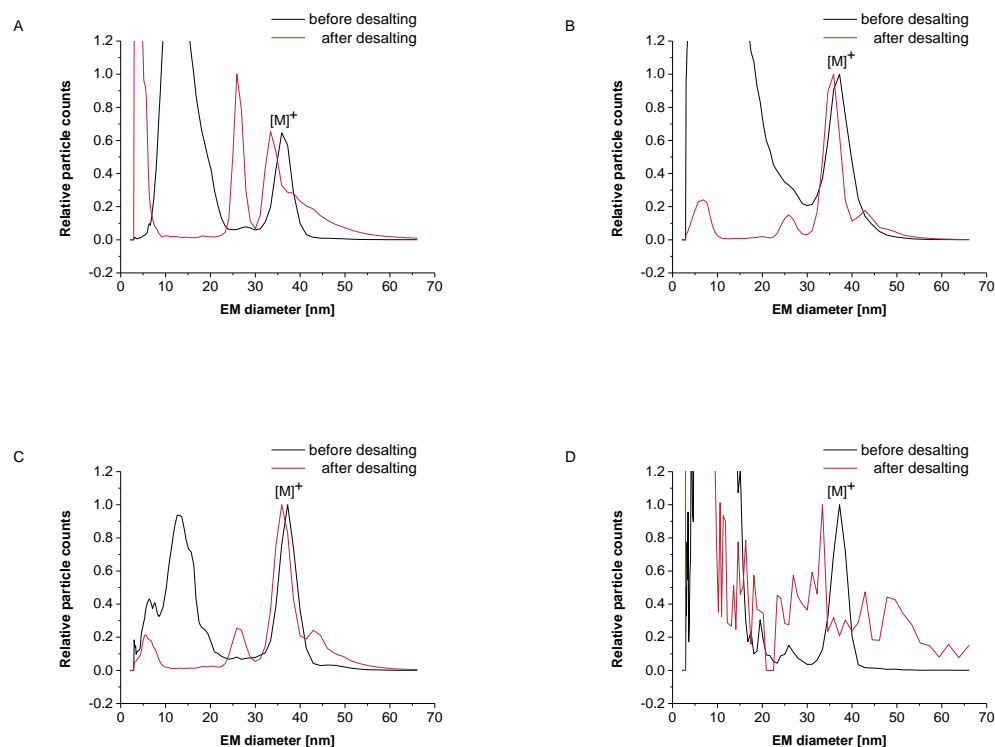 A
before desalting
after desalting
[M]+
1.2
1.0
0.8
0.6
0.4
0.2
0.0
-0.2
0 10 20 30 40 50 60 70
Relative particle counts
EM diameter [nm]
B
before desalting
after desalting
[M]+
1.2
1.0
0.8
0.6
0.4
0.2
0.0
-0.2
0 10 20 30 40 50 60 70
Relative particle counts
EM diameter [nm]
C
before desalting
after desalting
[M]+
1.2
1.0
0.8
0.6
0.4
0.2
0.0
-0.2
0 10 20 30 40 50 60 70
Relative particle counts
EM diameter [nm]
D
before desalting
after desalting
[M]+
1.2
1.0
0.8
0.6
0.4
0.2
0.0
-0.2
0 10 20 30 40 50 60 70
Relative particle counts
EM diameter [nm]